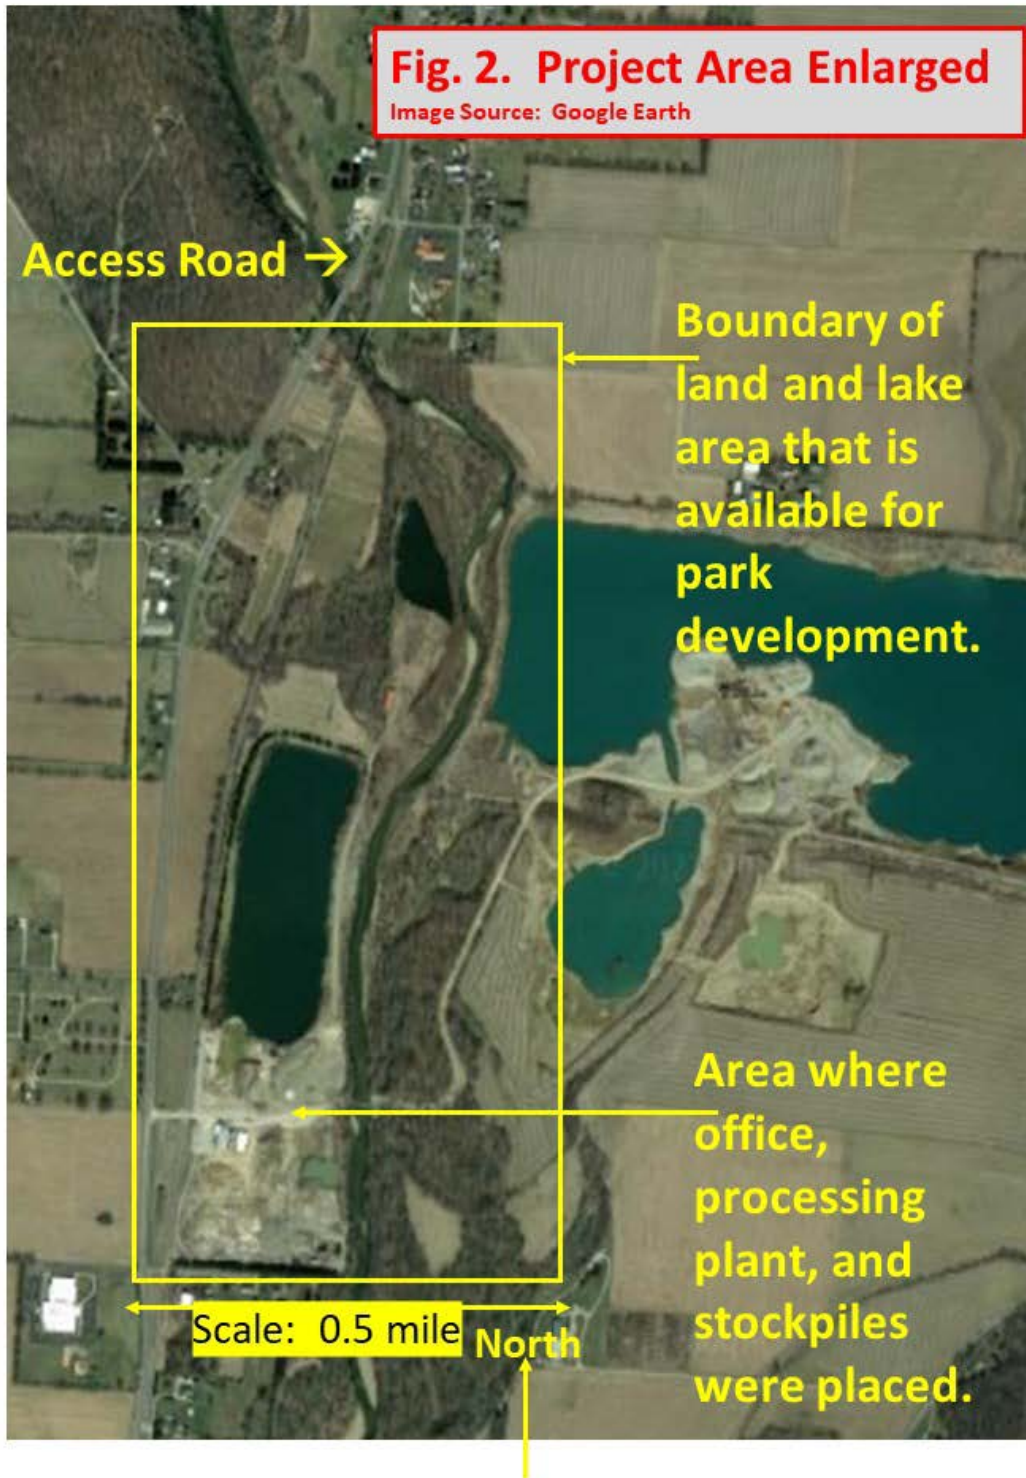 Fig. 2.  Project Area Enlarged
Image Source:  Google Earth
Access Road →
Boundary of
land and lake
area that is
available for
park
development.
Area where
office,
processing
plant, and
stockpiles
were placed.
Scale:   0.5 mile
North